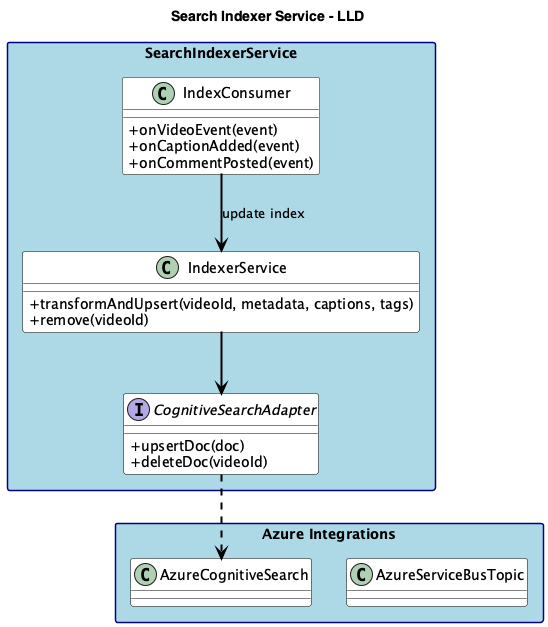 Search Indexer Service - LLD
SearchIndexerService
C IndexConsumer
+onVideoEvent(event)
+onCaptionAdded(event)
+onCommentPosted(event)
update index
C IndexerService
+transformAndUpsert(videoId, metadata, captions, tags)
+remove(videoId)
I CognitiveSearchAdapter
+upsertDoc(doc)
+deleteDoc(videoId)
Azure Integrations
C AzureCognitiveSearch
C AzureServiceBusTopic